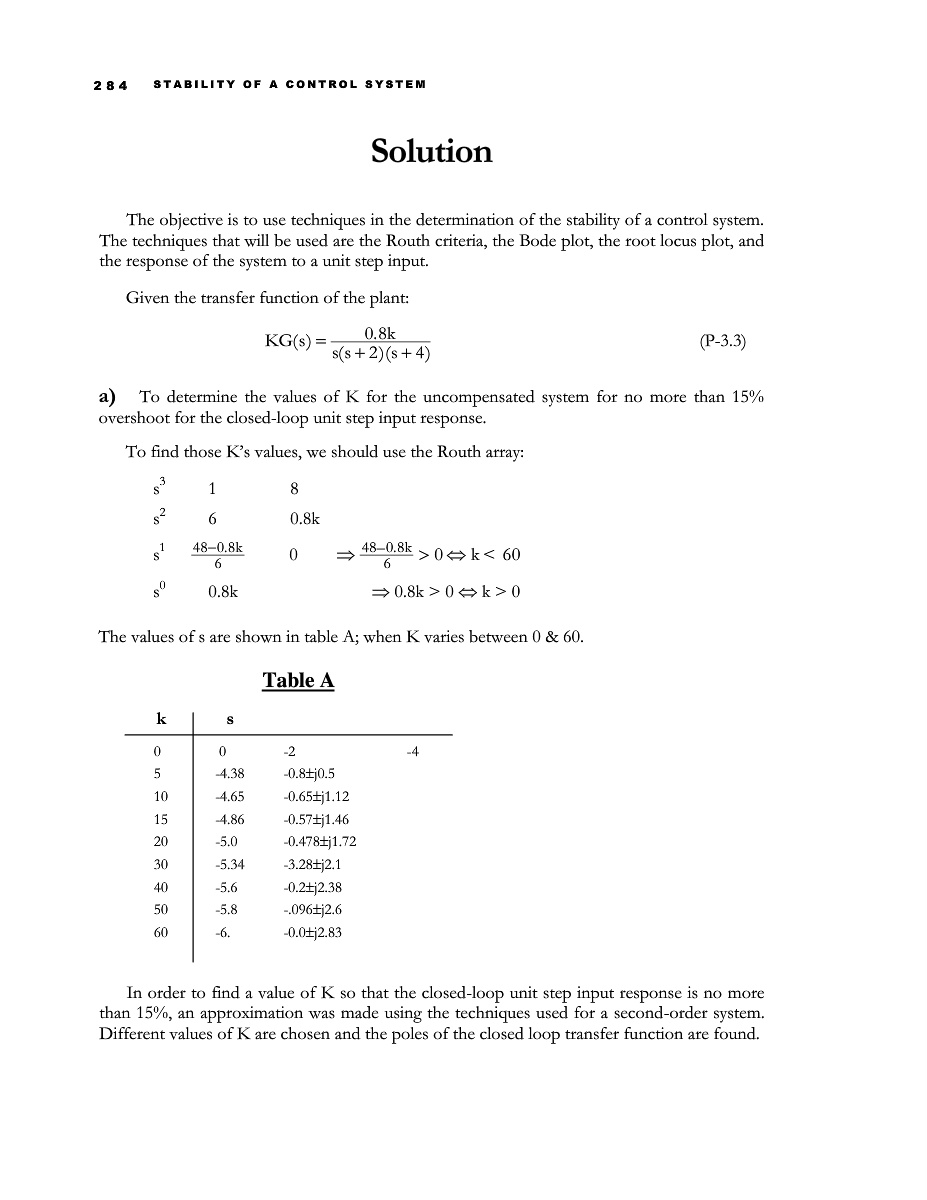 284 STABILITY OF A CONTROL SYSTEM
Solution
The objective is to use techniques in the determination of the stability of a control system.
The techniques that will be used are the Routh criteria, the Bode plot, the root locus plot, and
the response of the system to a unit step input.
Given the transfer function of the plant:
KG(s) = 0.8k / s(s + 2)(s + 4) (P-3.3)
a) To determine the values of K for the uncompensated system for no more than 15%
overshoot for the closed-loop unit step input response.
To find those K's values, we should use the Routh array:
s³ 1 8
s² 6 0.8k
s¹ 48–0.8k / 6 0 ⇒ 48–0.8k / 6 > 0 ⇔ k < 60
s⁰ 0.8k ⇒ 0.8k > 0 ⇔ k > 0
The values of s are shown in table A; when K varies between 0 & 60.
Table A
k s
0 0 -2 -4
5 -4.38 -0.8±j0.5
10 -4.65 -0.65±j1.12
15 -4.86 -0.57±j1.46
20 -5.0 -0.478±j1.72
30 -5.34 -3.28±j2.1
40 -5.6 -0.2±j2.38
50 -5.8 -.096±j2.6
60 -6. -0.0±j2.83
In order to find a value of K so that the closed-loop unit step input response is no more
than 15%, an approximation was made using the techniques used for a second-order system.
Different values of K are chosen and the poles of the closed loop transfer function are found.